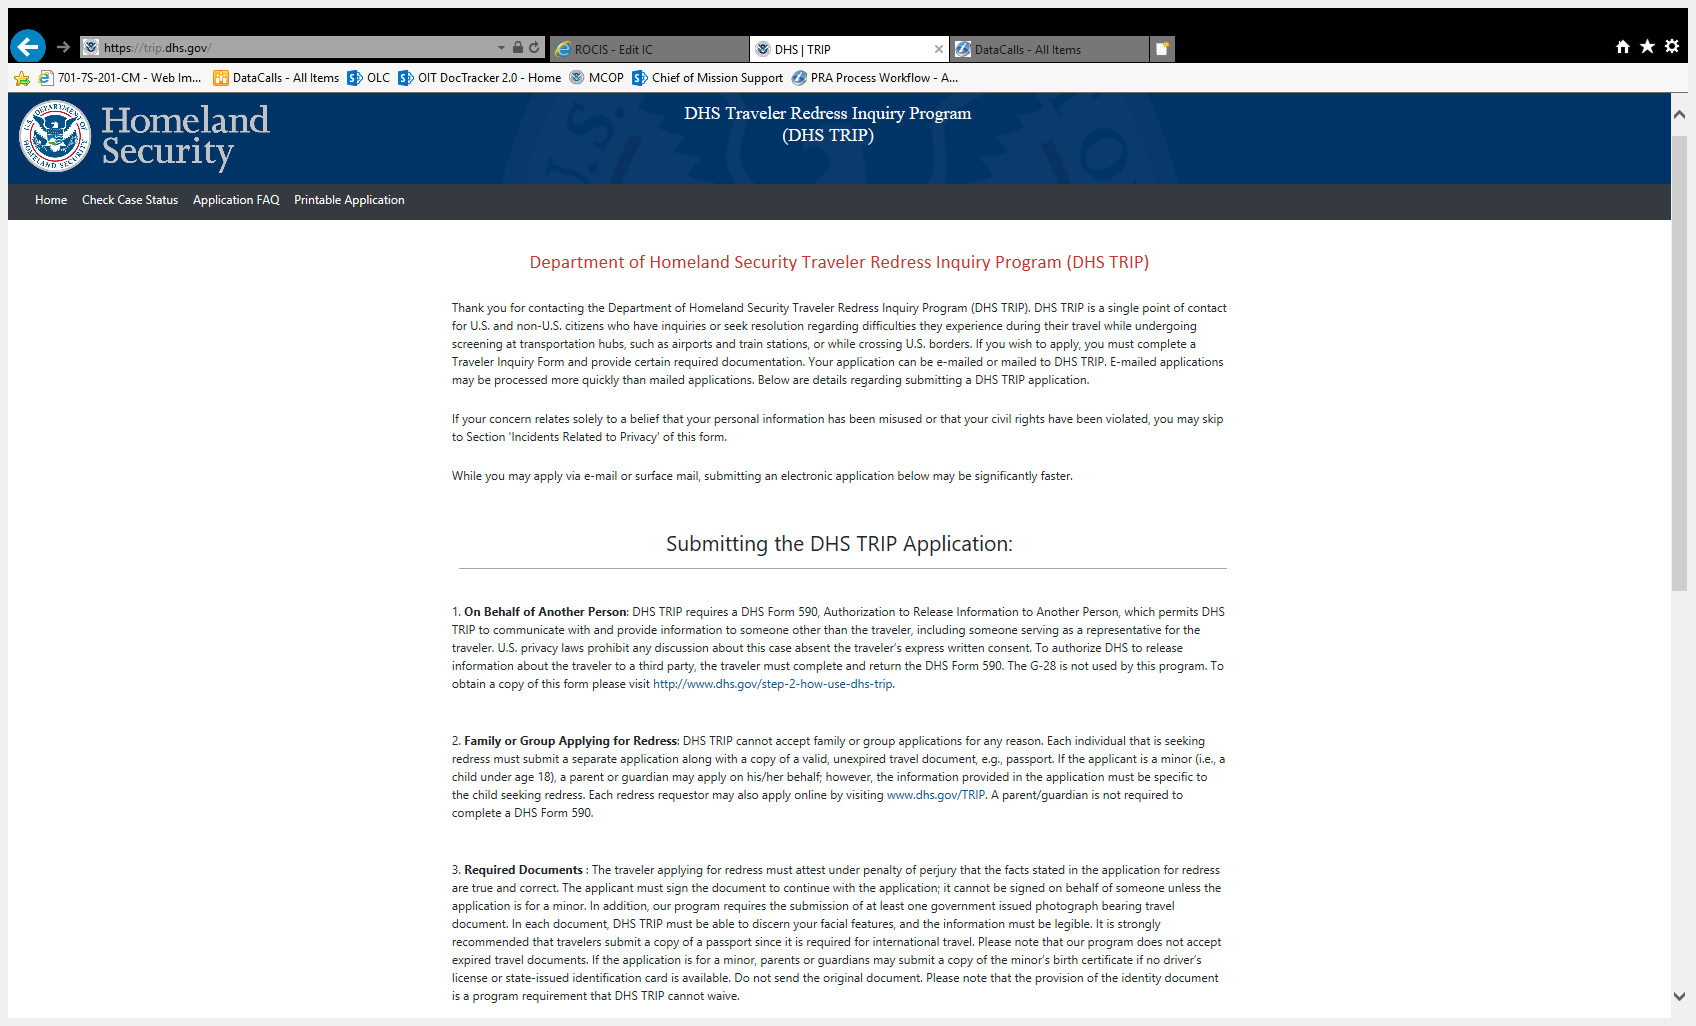 https://trip.dhs.gov/
ROCIS - Edit IC
DHS | TRIP
DataCalls - All Items
701-7S-201-CM - Web Im...
DataCalls - All Items
OLC
OIT DocTracker 2.0 - Home
MCOP
Chief of Mission Support
PRA Process Workflow - A...
Homeland
Security
DHS Traveler Redress Inquiry Program
(DHS TRIP)
Home
Check Case Status
Application FAQ
Printable Application
Department of Homeland Security Traveler Redress Inquiry Program (DHS TRIP)
Thank you for contacting the Department of Homeland Security Traveler Redress Inquiry Program (DHS TRIP). DHS TRIP is a single point of contact
for U.S. and non-U.S. citizens who have inquiries or seek resolution regarding difficulties they experience during their travel while undergoing
screening at transportation hubs, such as airports and train stations, or while crossing U.S. borders. If you wish to apply, you must complete a
Traveler Inquiry Form and provide certain required documentation. Your application can be e-mailed or mailed to DHS TRIP. E-mailed applications
may be processed more quickly than mailed applications. Below are details regarding submitting a DHS TRIP application.
If your concern relates solely to a belief that your personal information has been misused or that your civil rights have been violated, you may skip
to Section 'Incidents Related to Privacy' of this form.
While you may apply via e-mail or surface mail, submitting an electronic application below may be significantly faster.
Submitting the DHS TRIP Application:
1. On Behalf of Another Person: DHS TRIP requires a DHS Form 590, Authorization to Release Information to Another Person, which permits DHS
TRIP to communicate with and provide information to someone other than the traveler, including someone serving as a representative for the
traveler. U.S. privacy laws prohibit any discussion about this case absent the traveler's express written consent. To authorize DHS to release
information about the traveler to a third party, the traveler must complete and return the DHS Form 590. The G-28 is not used by this program. To
obtain a copy of this form please visit http://www.dhs.gov/step-2-how-use-dhs-trip.
2. Family or Group Applying for Redress: DHS TRIP cannot accept family or group applications for any reason. Each individual that is seeking
redress must submit a separate application along with a copy of a valid, unexpired travel document, e.g., passport. If the applicant is a minor (i.e., a
child under age 18), a parent or guardian may apply on his/her behalf; however, the information provided in the application must be specific to
the child seeking redress. Each redress requestor may also apply online by visiting www.dhs.gov/TRIP. A parent/guardian is not required to
complete a DHS Form 590.
3. Required Documents : The traveler applying for redress must attest under penalty of perjury that the facts stated in the application for redress
are true and correct. The applicant must sign the document to continue with the application; it cannot be signed on behalf of someone unless the
application is for a minor. In addition, our program requires the submission of at least one government issued photograph bearing travel
document. In each document, DHS TRIP must be able to discern your facial features, and the information must be legible. It is strongly
recommended that travelers submit a copy of a passport since it is required for international travel. Please note that our program does not accept
expired travel documents. If the application is for a minor, parents or guardians may submit a copy of the minor's birth certificate if no driver's
license or state-issued identification card is available. Do not send the original document. Please note that the provision of the identity document
is a program requirement that DHS TRIP cannot waive.